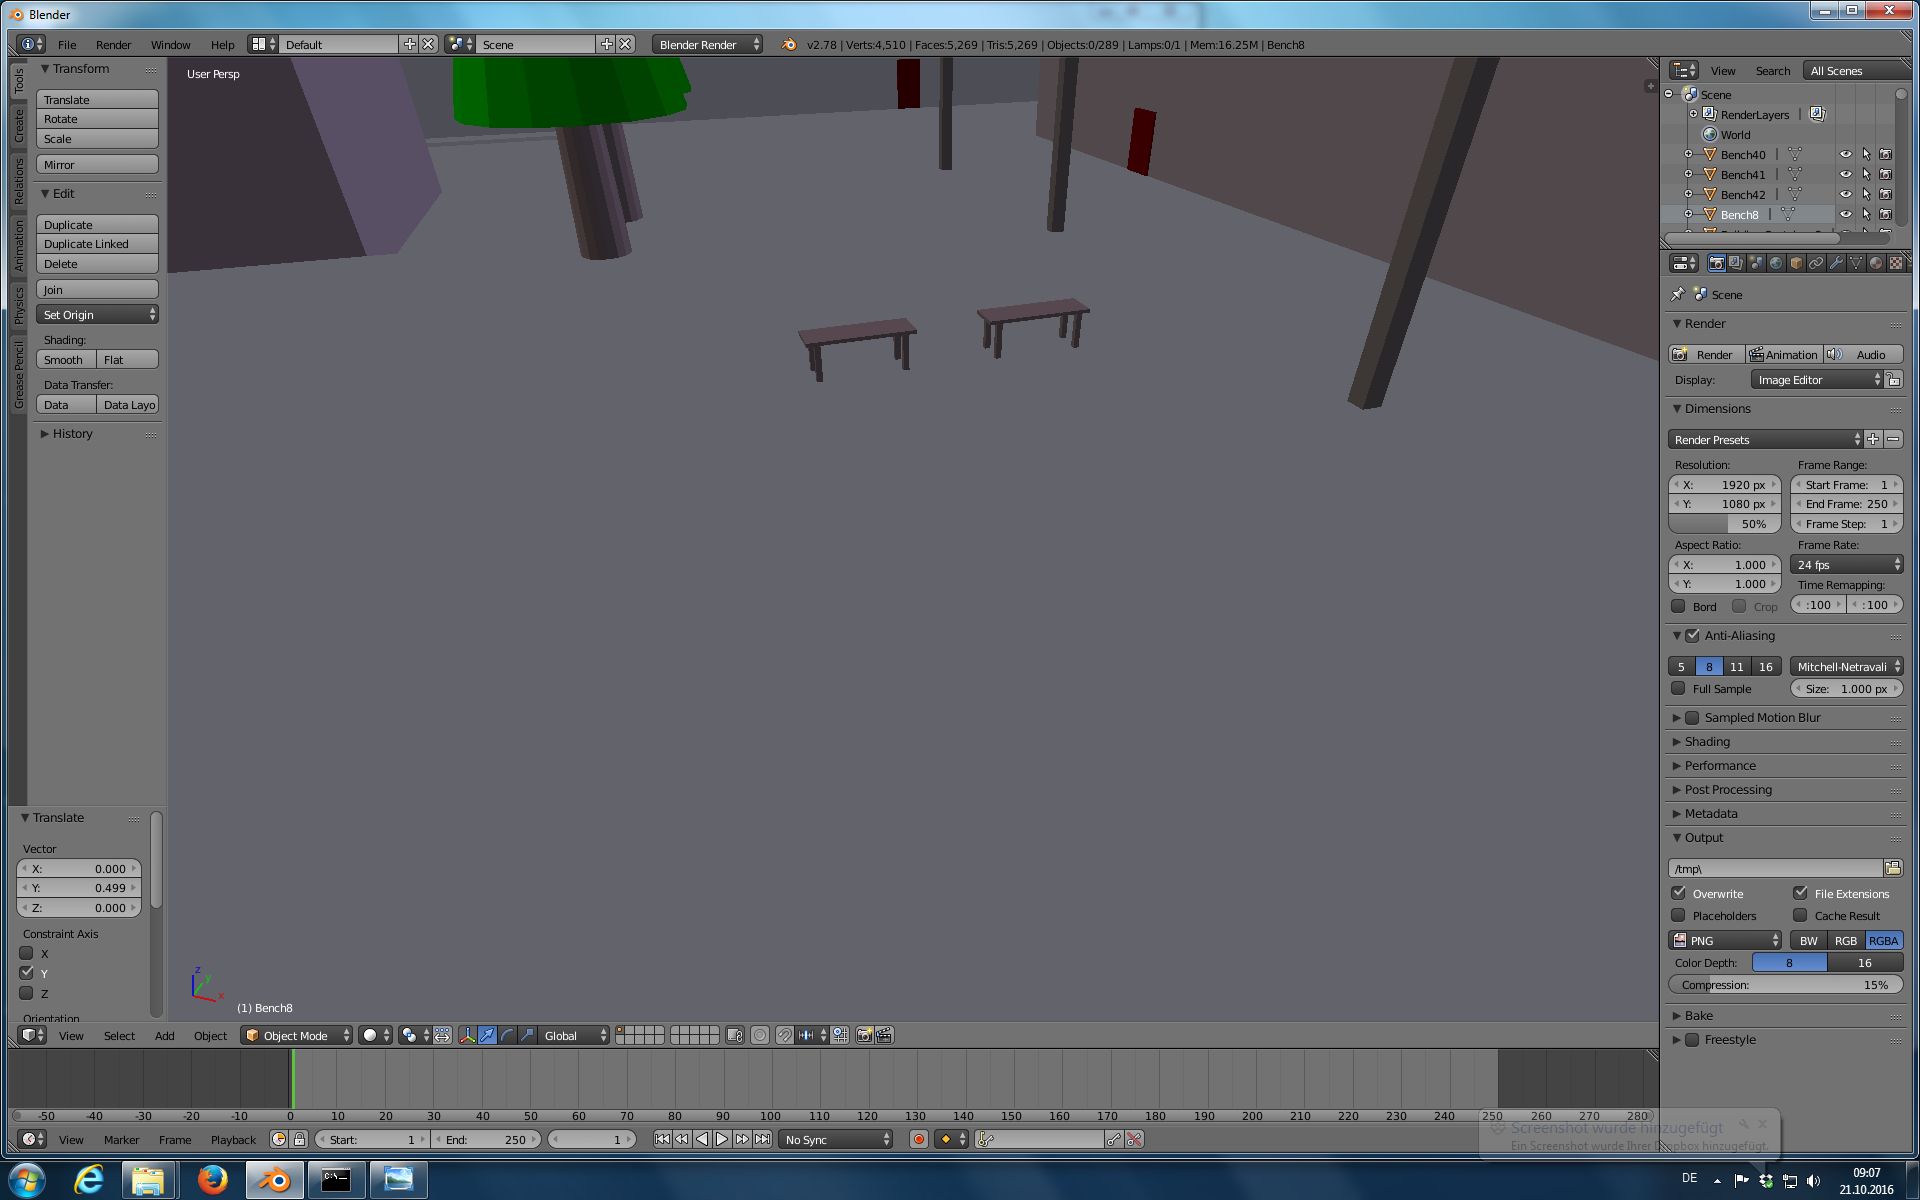 Blender
File Render Window Help Default Scene Blender Render v2.78 | Verts:4,510 | Faces:5,269 | Tris:5,269 | Objects:0/289 | Lamps:0/1 | Mem:16.25M | Bench8
Tools
Create
Relations
Animation
Physics
Grease Pencil
Transform
Translate
Rotate
Scale
Mirror
Edit
Duplicate
Duplicate Linked
Delete
Join
Set Origin
Shading:
Smooth Flat
Data Transfer:
Data Data Layo
History
Translate
Vector
X: 0.000
Y: 0.499
Z: 0.000
Constraint Axis
X
Y
Z
Orientation
User Persp
z
y
x
(1) Bench8
View Select Add Object Object Mode Global
-50 -40 -30 -20 -10 0 10 20 30 40 50 60 70 80 90 100 110 120 130 140 150 160 170 180 190 200 210 220 230 240 250 260 270 280
View Marker Frame Playback Start: 1 End: 250 1 No Sync
View Search All Scenes
Scene
RenderLayers |
World
Bench40 |
Bench41 |
Bench42 |
Bench8 |
Scene
Render
Render Animation Audio
Display: Image Editor
Dimensions
Render Presets
Resolution: Frame Range:
X: 1920 px Start Frame: 1
Y: 1080 px End Frame: 250
50% Frame Step: 1
Aspect Ratio: Frame Rate:
X: 1.000 24 fps
Y: 1.000 Time Remapping:
Bord Crop :100 :100
Anti-Aliasing
5 8 11 16 Mitchell-Netravali
Full Sample Size: 1.000 px
Sampled Motion Blur
Shading
Performance
Post Processing
Metadata
Output
/tmp\
Overwrite File Extensions
Placeholders Cache Result
PNG BW RGB RGBA
Color Depth: 8 16
Compression: 15%
Bake
Freestyle
Screenshot wurde hinzugefügt
Ein Screenshot wurde Ihrer Dropbox hinzugefügt.
C:\
DE 09:07
21.10.2016